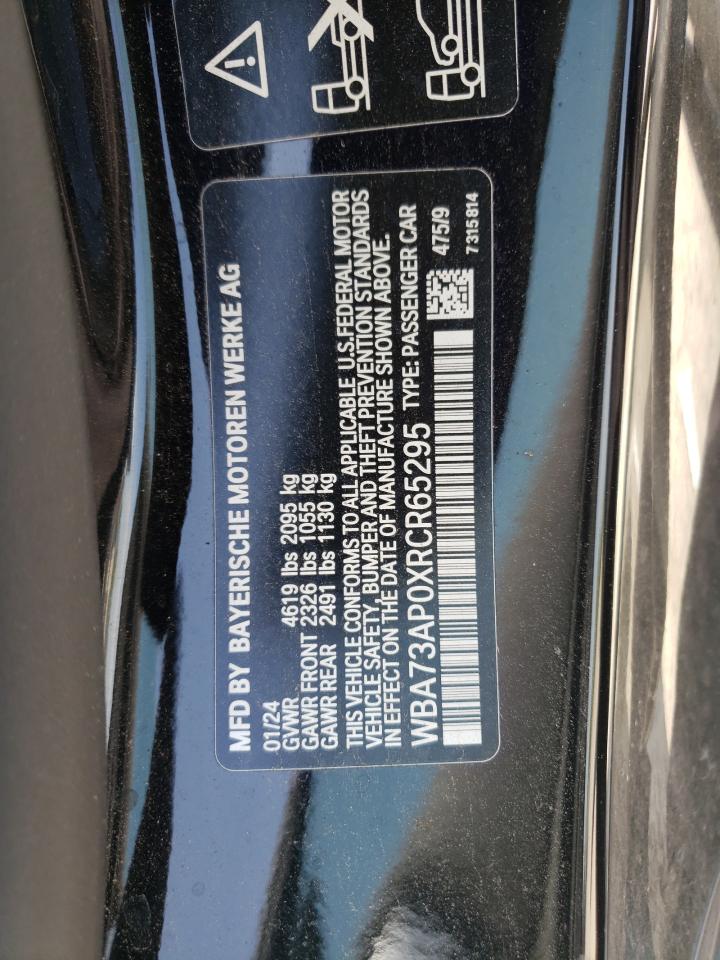 MFD BY BAYERISCHE MOTOREN WERKE AG
01/24
GVWR 4619 lbs 2095 kg
GAWR FRONT 2326 lbs 1055 kg
GAWR REAR 2491 lbs 1130 kg
THIS VEHICLE CONFORMS TO ALL APPLICABLE U.S. FEDERAL MOTOR
VEHICLE SAFETY, BUMPER AND THEFT PREVENTION STANDARDS
IN EFFECT ON THE DATE OF MANUFACTURE SHOWN ABOVE.
WBA73AP0XRCR65295 TYPE: PASSENGER CAR
475/9
7315814